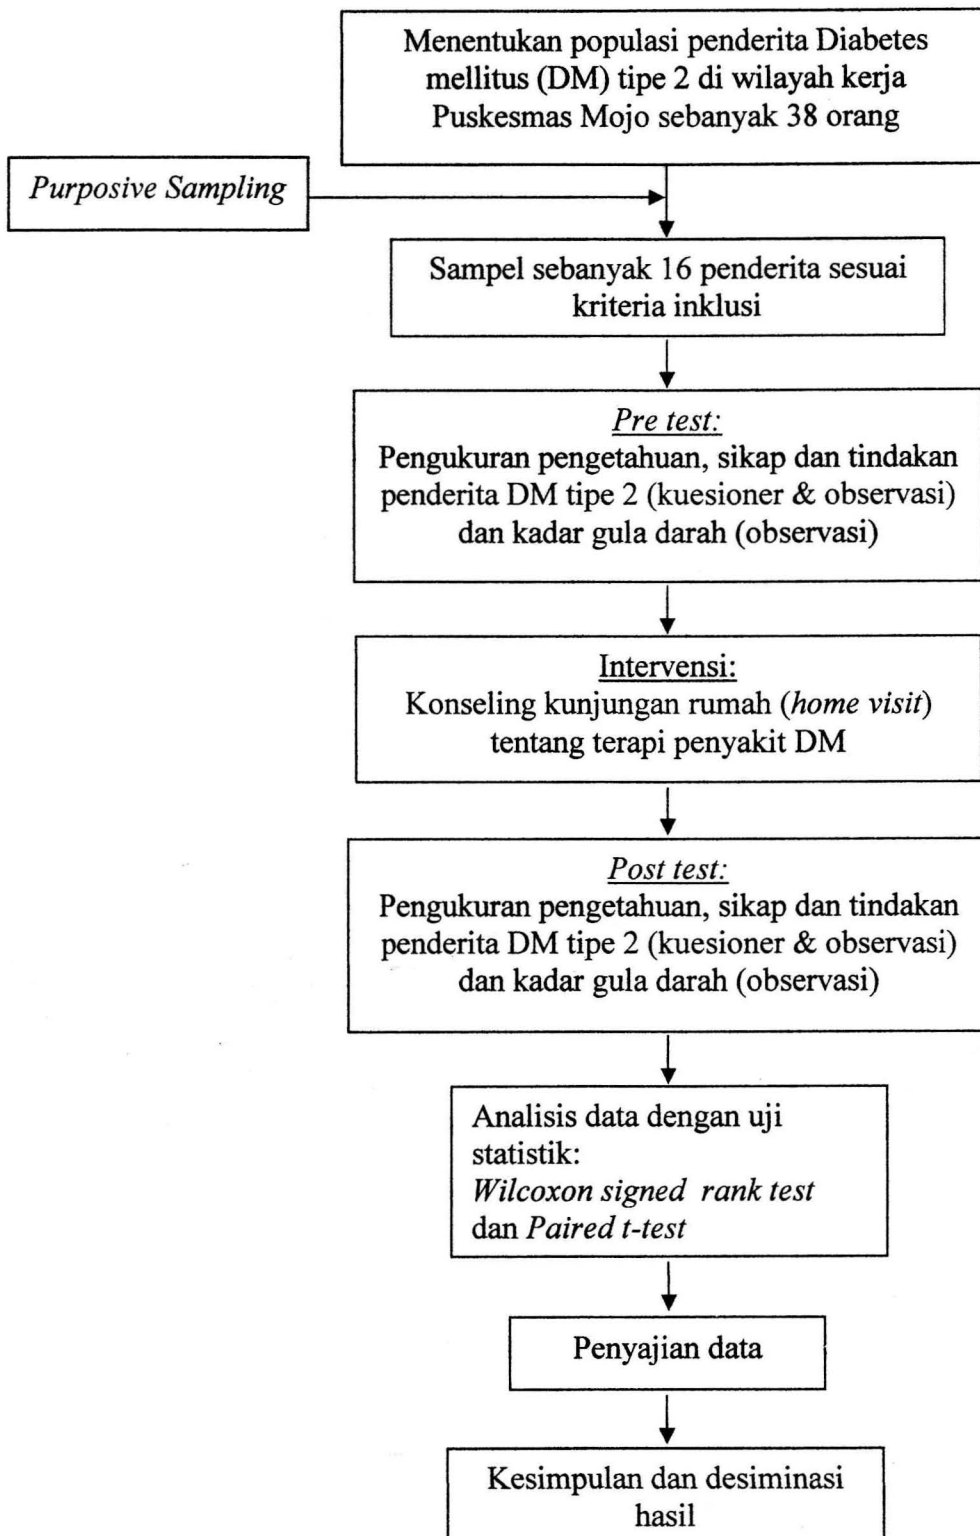 Menentukan populasi penderita Diabetes
mellitus (DM) tipe 2 di wilayah kerja
Puskesmas Mojo sebanyak 38 orang
Purposive Sampling
Sampel sebanyak 16 penderita sesuai
kriteria inklusi
Pre test:
Pengukuran pengetahuan, sikap dan tindakan
penderita DM tipe 2 (kuesioner & observasi)
dan kadar gula darah (observasi)
Intervensi:
Konseling kunjungan rumah (home visit)
tentang terapi penyakit DM
Post test:
Pengukuran pengetahuan, sikap dan tindakan
penderita DM tipe 2 (kuesioner & observasi)
dan kadar gula darah (observasi)
Analisis data dengan uji
statistik:
Wilcoxon signed rank test
dan Paired t-test
Penyajian data
Kesimpulan dan desiminasi
hasil